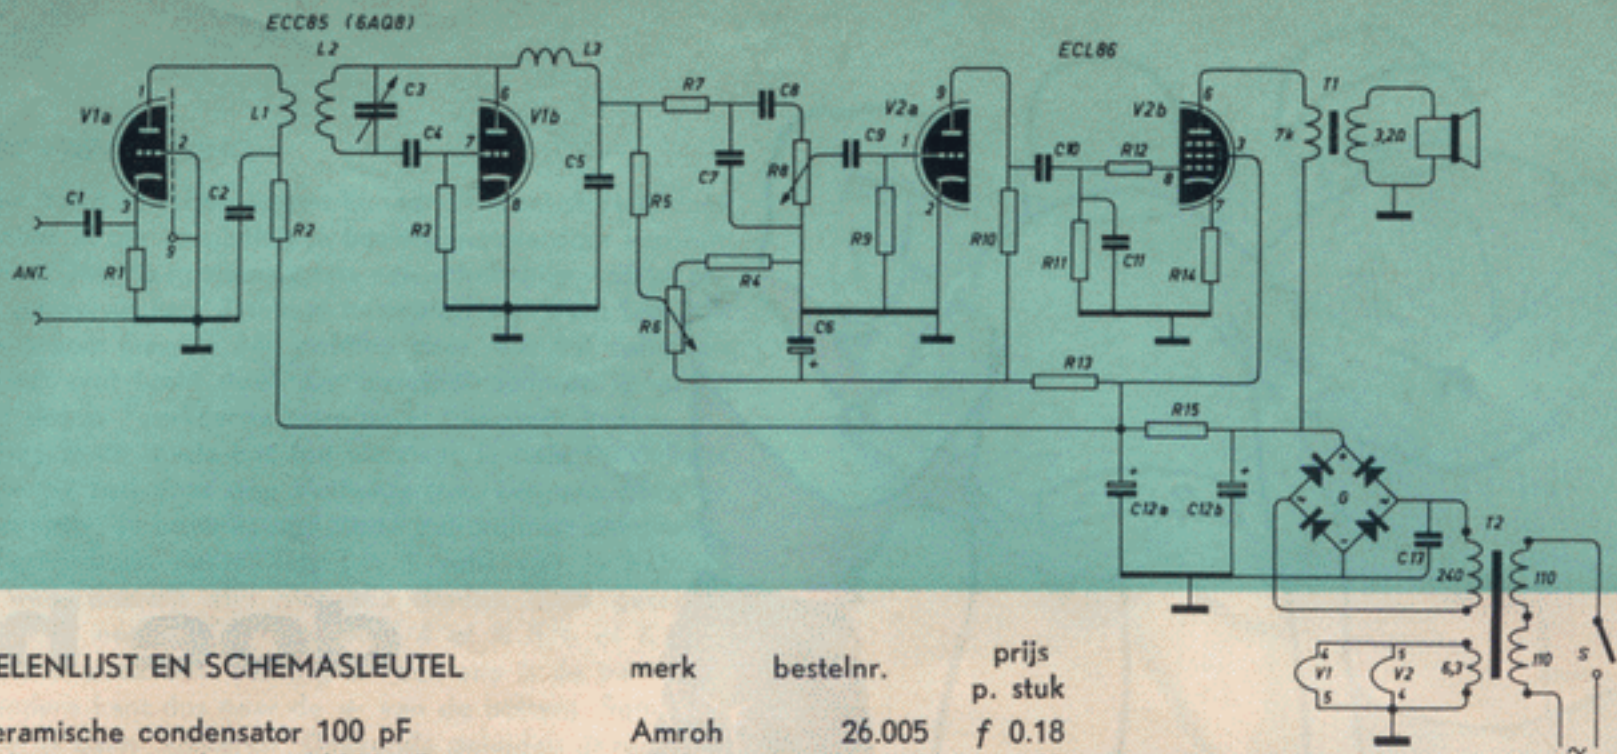 ECC85 (6AQ8)
ECL86
L2
L3
C3
V1a
1
2
3
L1
C4
V1b
6
7
8
R7
C8
V2a
9
1
2
C9
V2b
6
3
8
7
T1
7k
3,2Ω
C1
C2
R2
R3
C5
R5
C7
R8
R9
R10
C10
R12
R11
C11
R14
ANT.
R1
9
R4
R6
C6
+
R13
R15
+
+
C12a
C12b
+
~
G
~
-
C13
T2
240
110
110
6,3
S
4
V1
5
5
V2
4
ELENLIJST EN SCHEMASLEUTEL merk bestelnr. prijs p. stuk
eramische condensator 100 pF Amroh 26.005 f 0.18